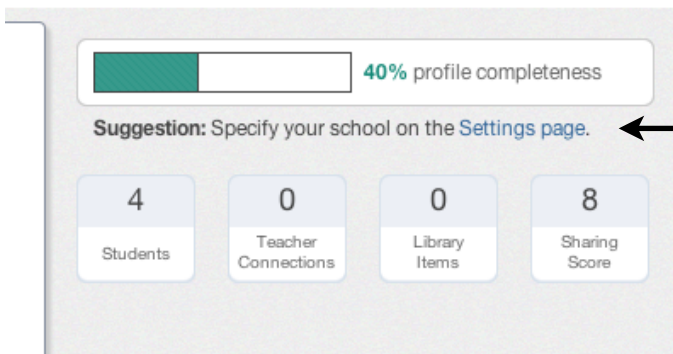 40% profile completeness
Suggestion: Specify your school on the Settings page.
4
Students
0
Teacher
Connections
0
Library
Items
8
Sharing
Score